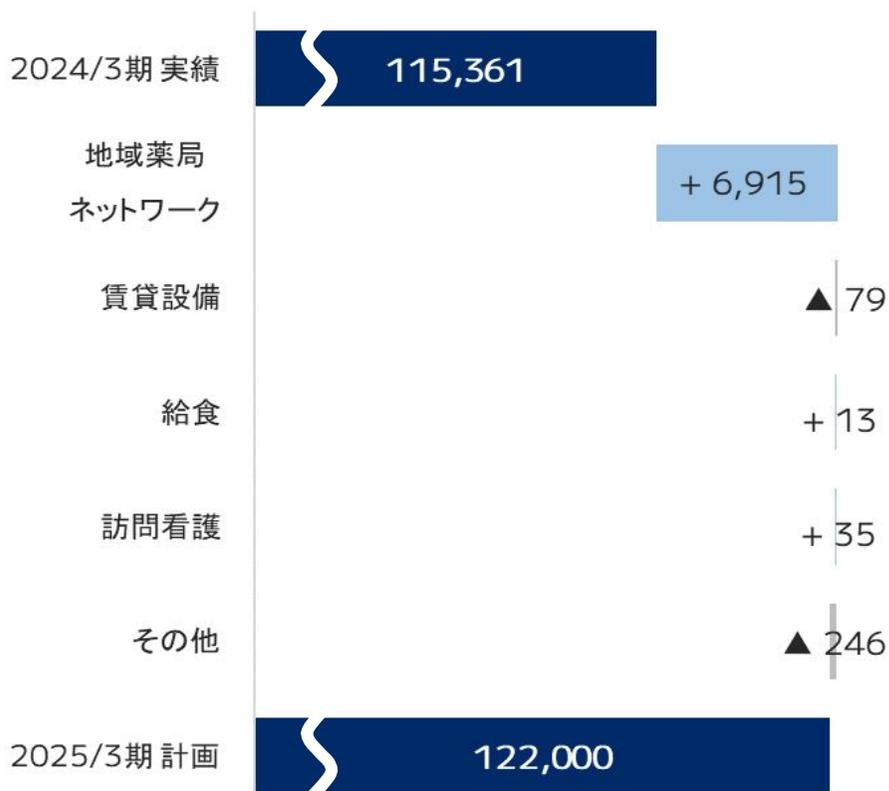 2024/3期 実績
115,361
地域薬局
ネットワーク
+ 6,915
賃貸設備
▲ 79
給食
+ 13
訪問看護
+ 35
その他
▲ 246
2025/3期 計画
122,000